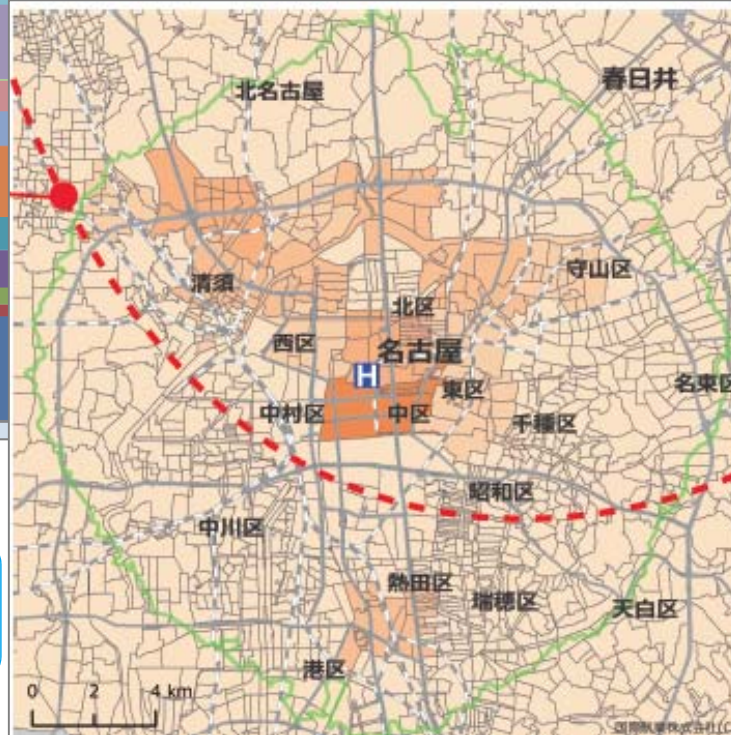 北名古屋
春日井
守山区
清須
北区
西区
名古屋
H
東区
名東区
中村区
中区
千種区
昭和区
中川区
熱田区
瑞穂区
天白区
港区
0 2 4 km